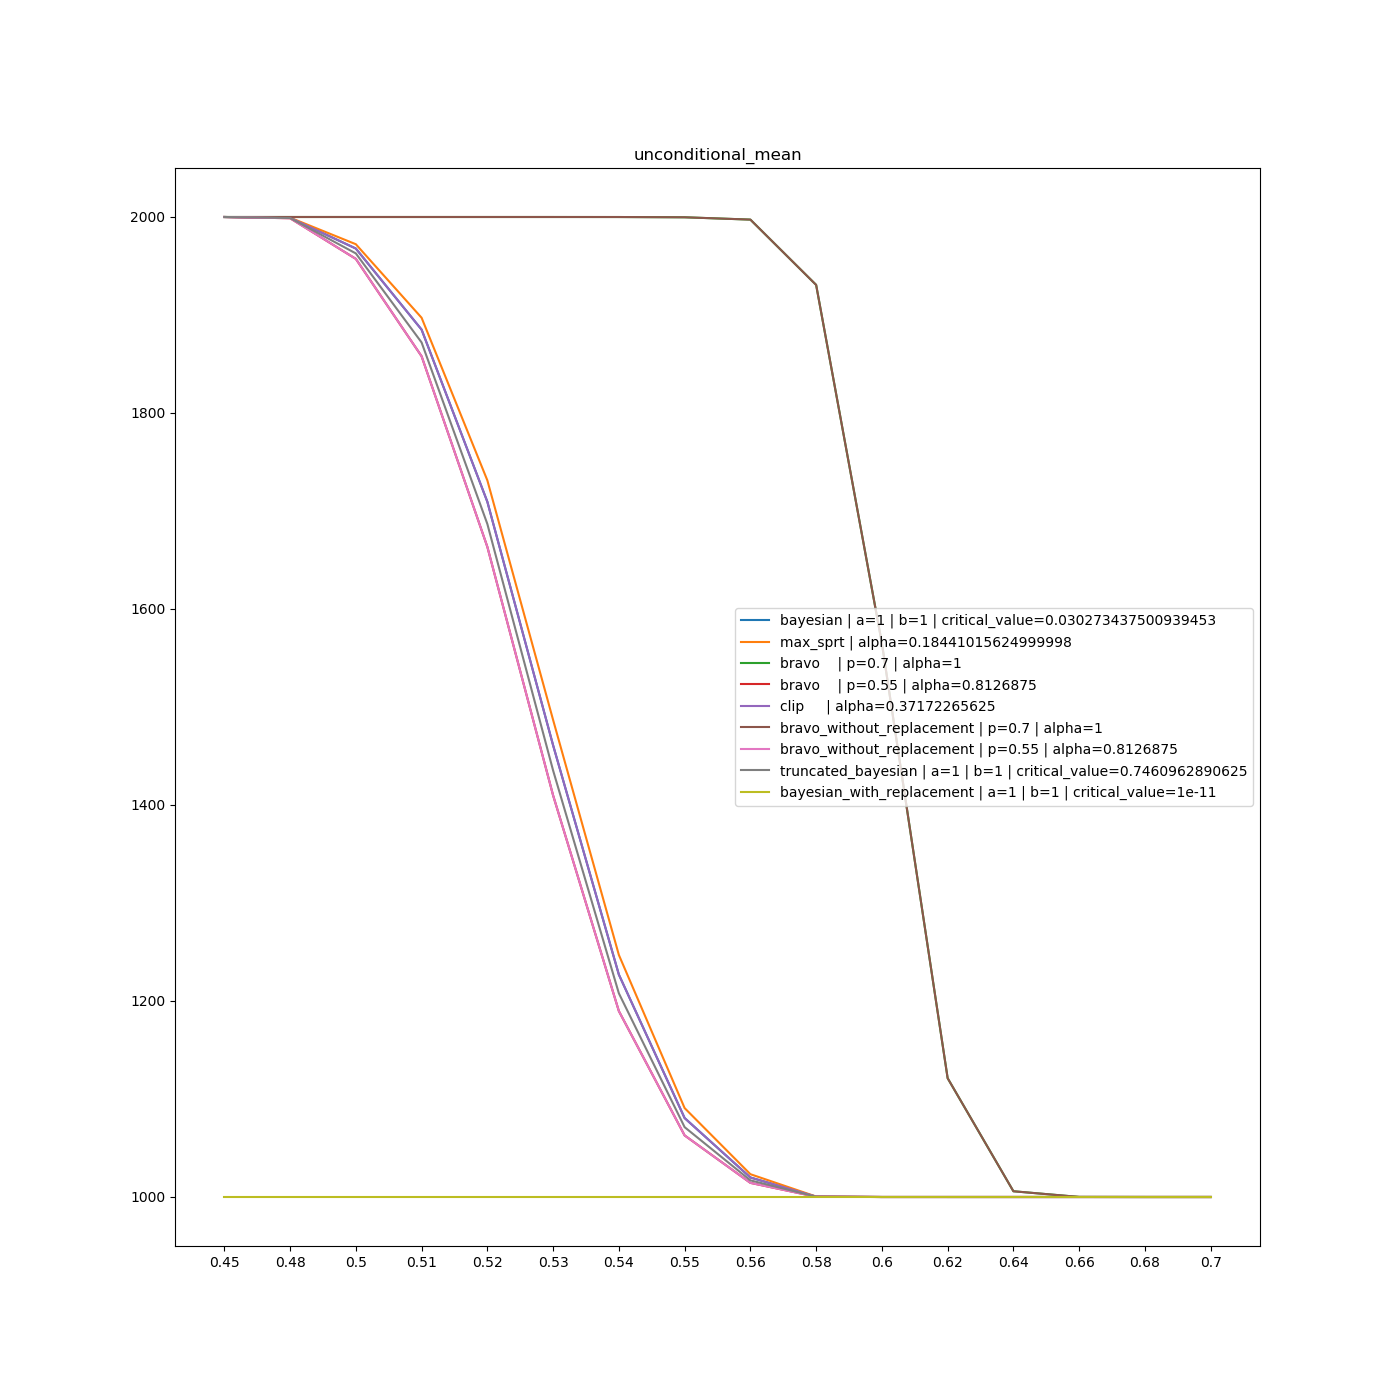 unconditional_mean
2000
1800
1600
1400
1200
1000
bayesian | a=1 | b=1 | critical_value=0.030273437500939453
max_sprt | alpha=0.18441015624999998
bravo    | p=0.7 | alpha=1
bravo    | p=0.55 | alpha=0.8126875
clip     | alpha=0.37172265625
bravo_without_replacement | p=0.7 | alpha=1
bravo_without_replacement | p=0.55 | alpha=0.8126875
truncated_bayesian | a=1 | b=1 | critical_value=0.7460962890625
bayesian_with_replacement | a=1 | b=1 | critical_value=1e-11
0.45 0.48 0.5 0.51 0.52 0.53 0.54 0.55 0.56 0.58 0.6 0.62 0.64 0.66 0.68 0.7